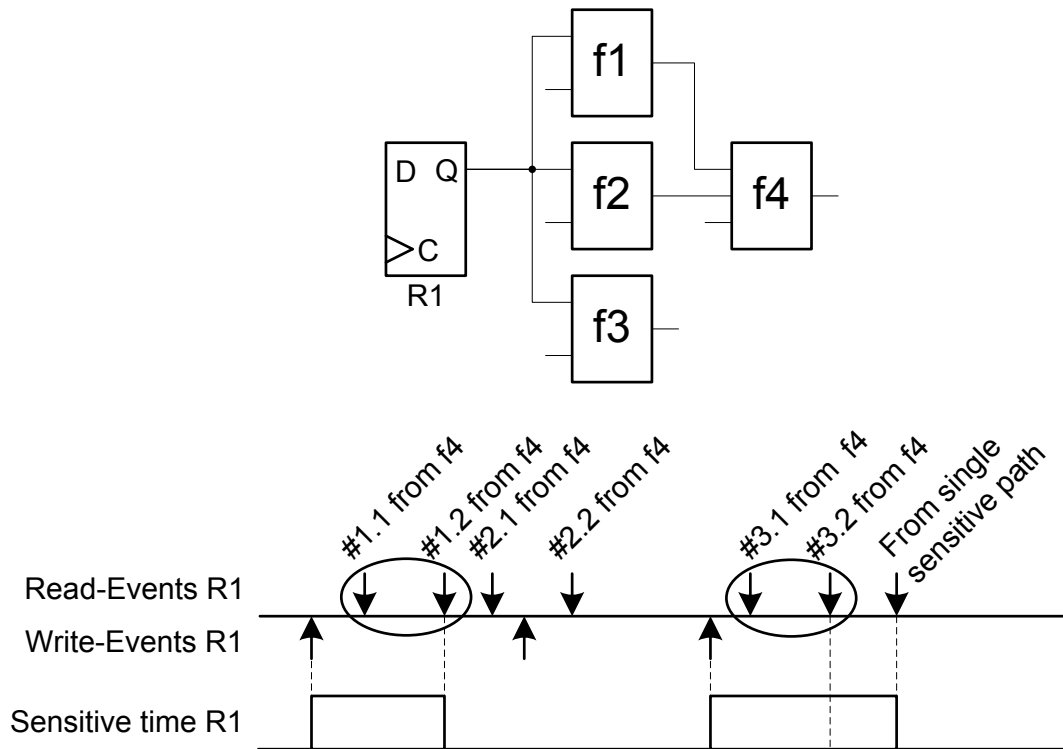 f1
D Q
f2
f4
C
R1
f3
#1.1 from f4
#1.2 from f4
#2.1 from f4
#2.2 from f4
#3.1 from f4
#3.2 from f4
From single
sensitive path
Read-Events R1
Write-Events R1
Sensitive time R1